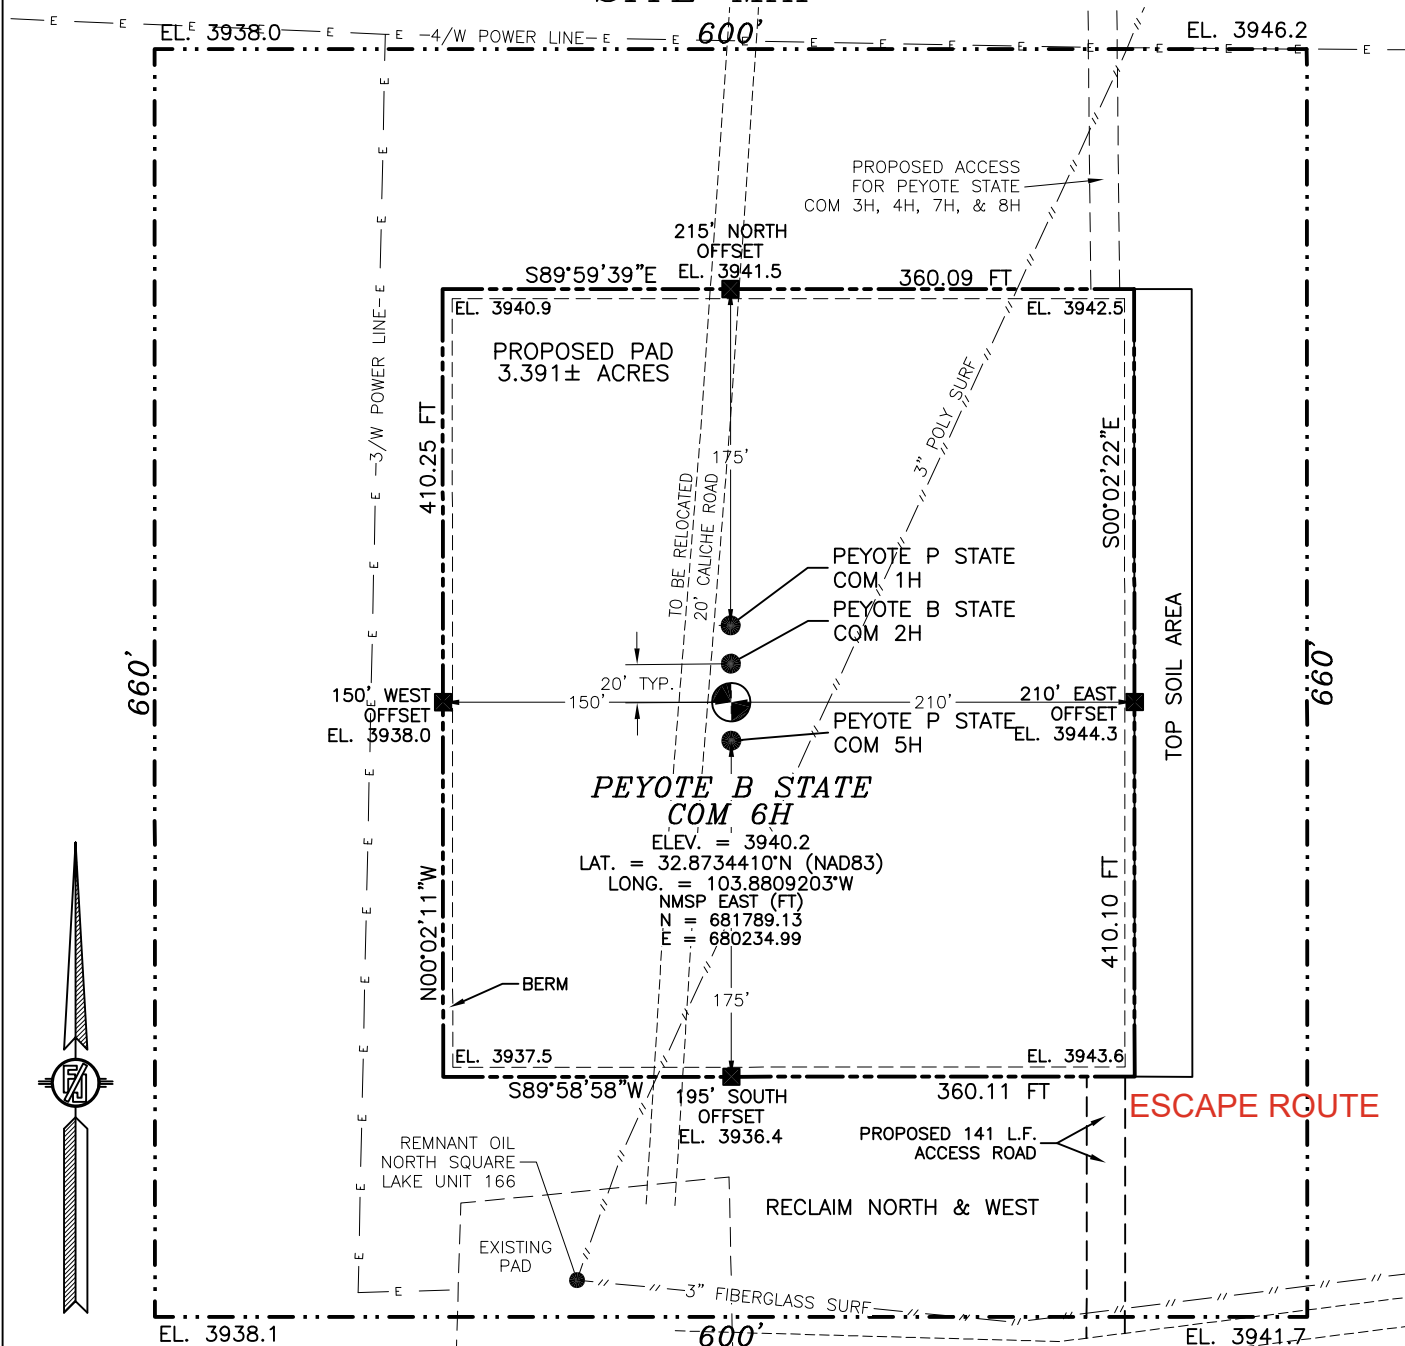 EL. 3938.0
4/W POWER LINE
600'
EL. 3946.2
E E E E E E E E E E E E
PROPOSED ACCESS
FOR PEYOTE STATE
COM 3H, 4H, 7H, & 8H
215' NORTH
OFFSET
EL. 3941.5
S89°59'39"E
360.09 FT
EL. 3940.9
EL. 3942.5
PROPOSED PAD
3.391± ACRES
3/W POWER LINE
410.25 FT
3" POLY SURF
S00°02'22"E
175'
TO BE RELOCATED
20' CALICHE ROAD
PEYOTE P STATE
COM 1H
PEYOTE B STATE
COM 2H
TOP SOIL AREA
660'
660'
20' TYP.
150' WEST
OFFSET
EL. 3938.0
150'
210'
210' EAST
OFFSET
EL. 3944.3
PEYOTE P STATE
COM 5H
PEYOTE B STATE
COM 6H
ELEV. = 3940.2
LAT. = 32.8734410°N (NAD83)
LONG. = 103.8809203°W
NMSP EAST (FT)
N = 681789.13
E = 680234.99
N00°02'11"W
410.10 FT
BERM
175'
EL. 3937.5
EL. 3943.6
S89°58'58"W
360.11 FT
195' SOUTH
OFFSET
EL. 3936.4
ESCAPE ROUTE
PROPOSED 141 L.F.
ACCESS ROAD
REMNANT OIL
NORTH SQUARE
LAKE UNIT 166
RECLAIM NORTH & WEST
EXISTING
PAD
3" FIBERGLASS SURF
EL. 3938.1
600'
EL. 3941.7